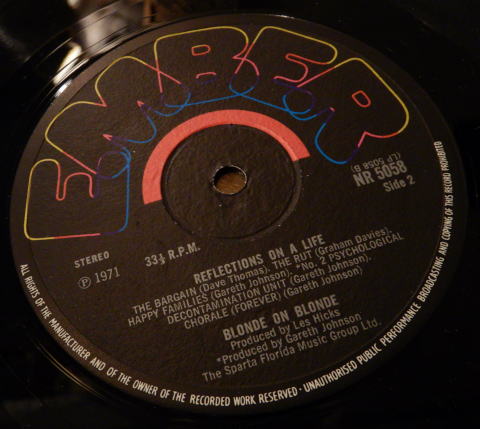 EMBER
(LP 5058 B)
NR 5058
Side 2
STEREO
33⅓ R.P.M.
Ⓟ 1971
REFLECTIONS ON A LIFE
THE BARGAIN (Dave Thomas). THE RUT (Graham Davies).
HAPPY FAMILIES (Gareth Johnson). *No. 2 PSYCHOLOGICAL
DECONTAMINATION UNIT (Gareth Johnson).
CHORALE (FOREVER) (Gareth Johnson)
BLONDE ON BLONDE
Produced by Les Hicks
*Produced by Gareth Johnson
The Sparta Florida Music Group Ltd.
ALL RIGHTS OF THE MANUFACTURER AND OF THE OWNER OF THE RECORDED WORK RESERVED · UNAUTHORISED PUBLIC PERFORMANCE BROADCASTING AND COPYING OF THIS RECORD PROHIBITED